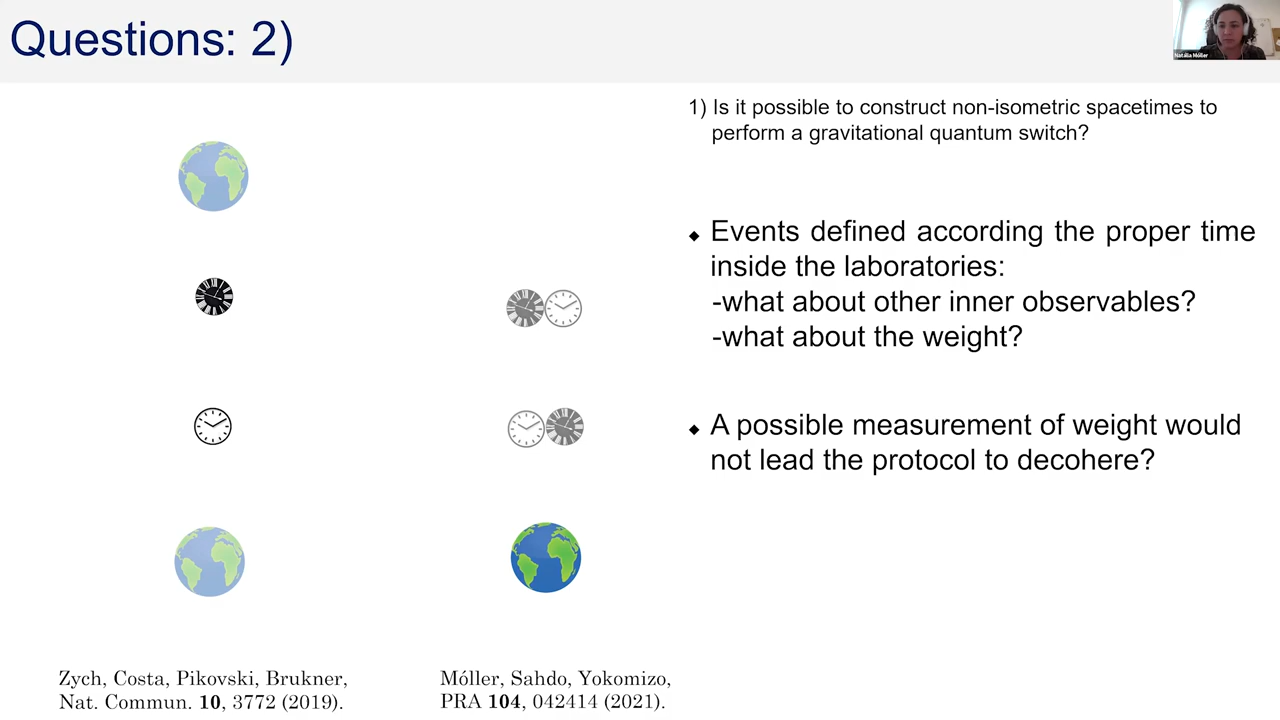 Questions: 2)
Natália Móller
1) Is it possible to construct non-isometric spacetimes to
perform a gravitational quantum switch?
◆ Events defined according the proper time
inside the laboratories:
-what about other inner observables?
-what about the weight?
◆ A possible measurement of weight would
not lead the protocol to decohere?
Zych, Costa, Pikovski, Brukner,
Nat. Commun. 10, 3772 (2019).
Móller, Sahdo, Yokomizo,
PRA 104, 042414 (2021).